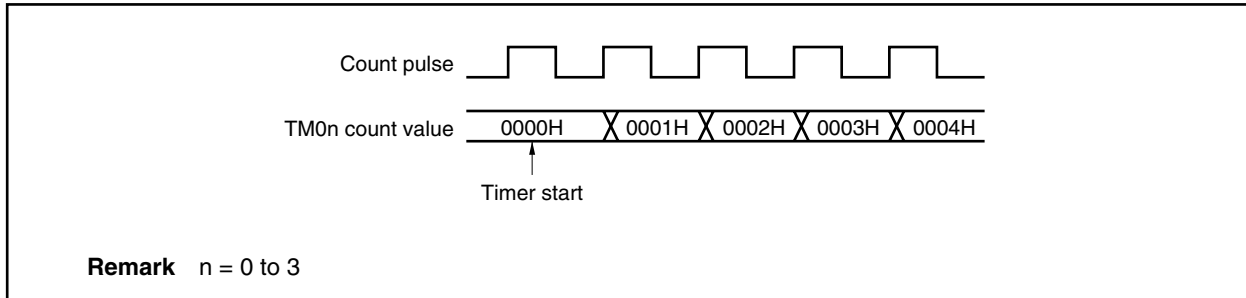 Count pulse
TM0n count value 0000H 0001H 0002H 0003H 0004H
Timer start
Remark n = 0 to 3